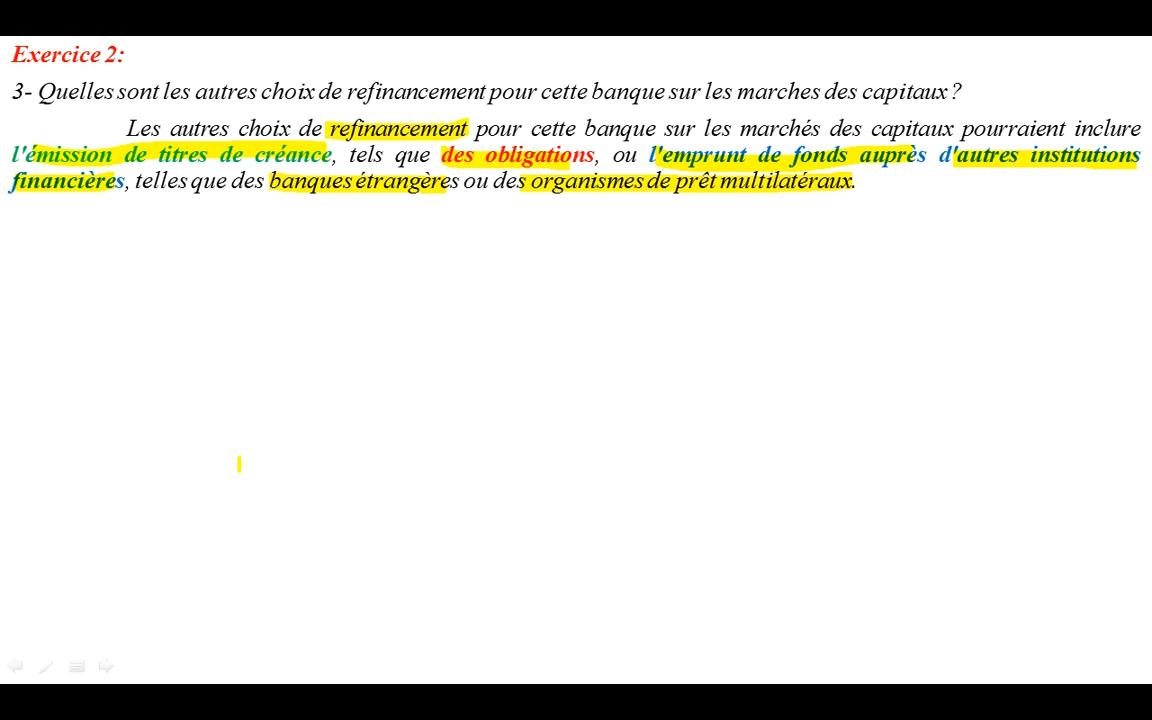 Exercice 2:
3- Quelles sont les autres choix de refinancement pour cette banque sur les marches des capitaux ?
Les autres choix de refinancement pour cette banque sur les marchés des capitaux pourraient inclure
l'émission de titres de créance, tels que des obligations, ou l'emprunt de fonds auprès d'autres institutions
financières, telles que des banques étrangères ou des organismes de prêt multilatéraux.